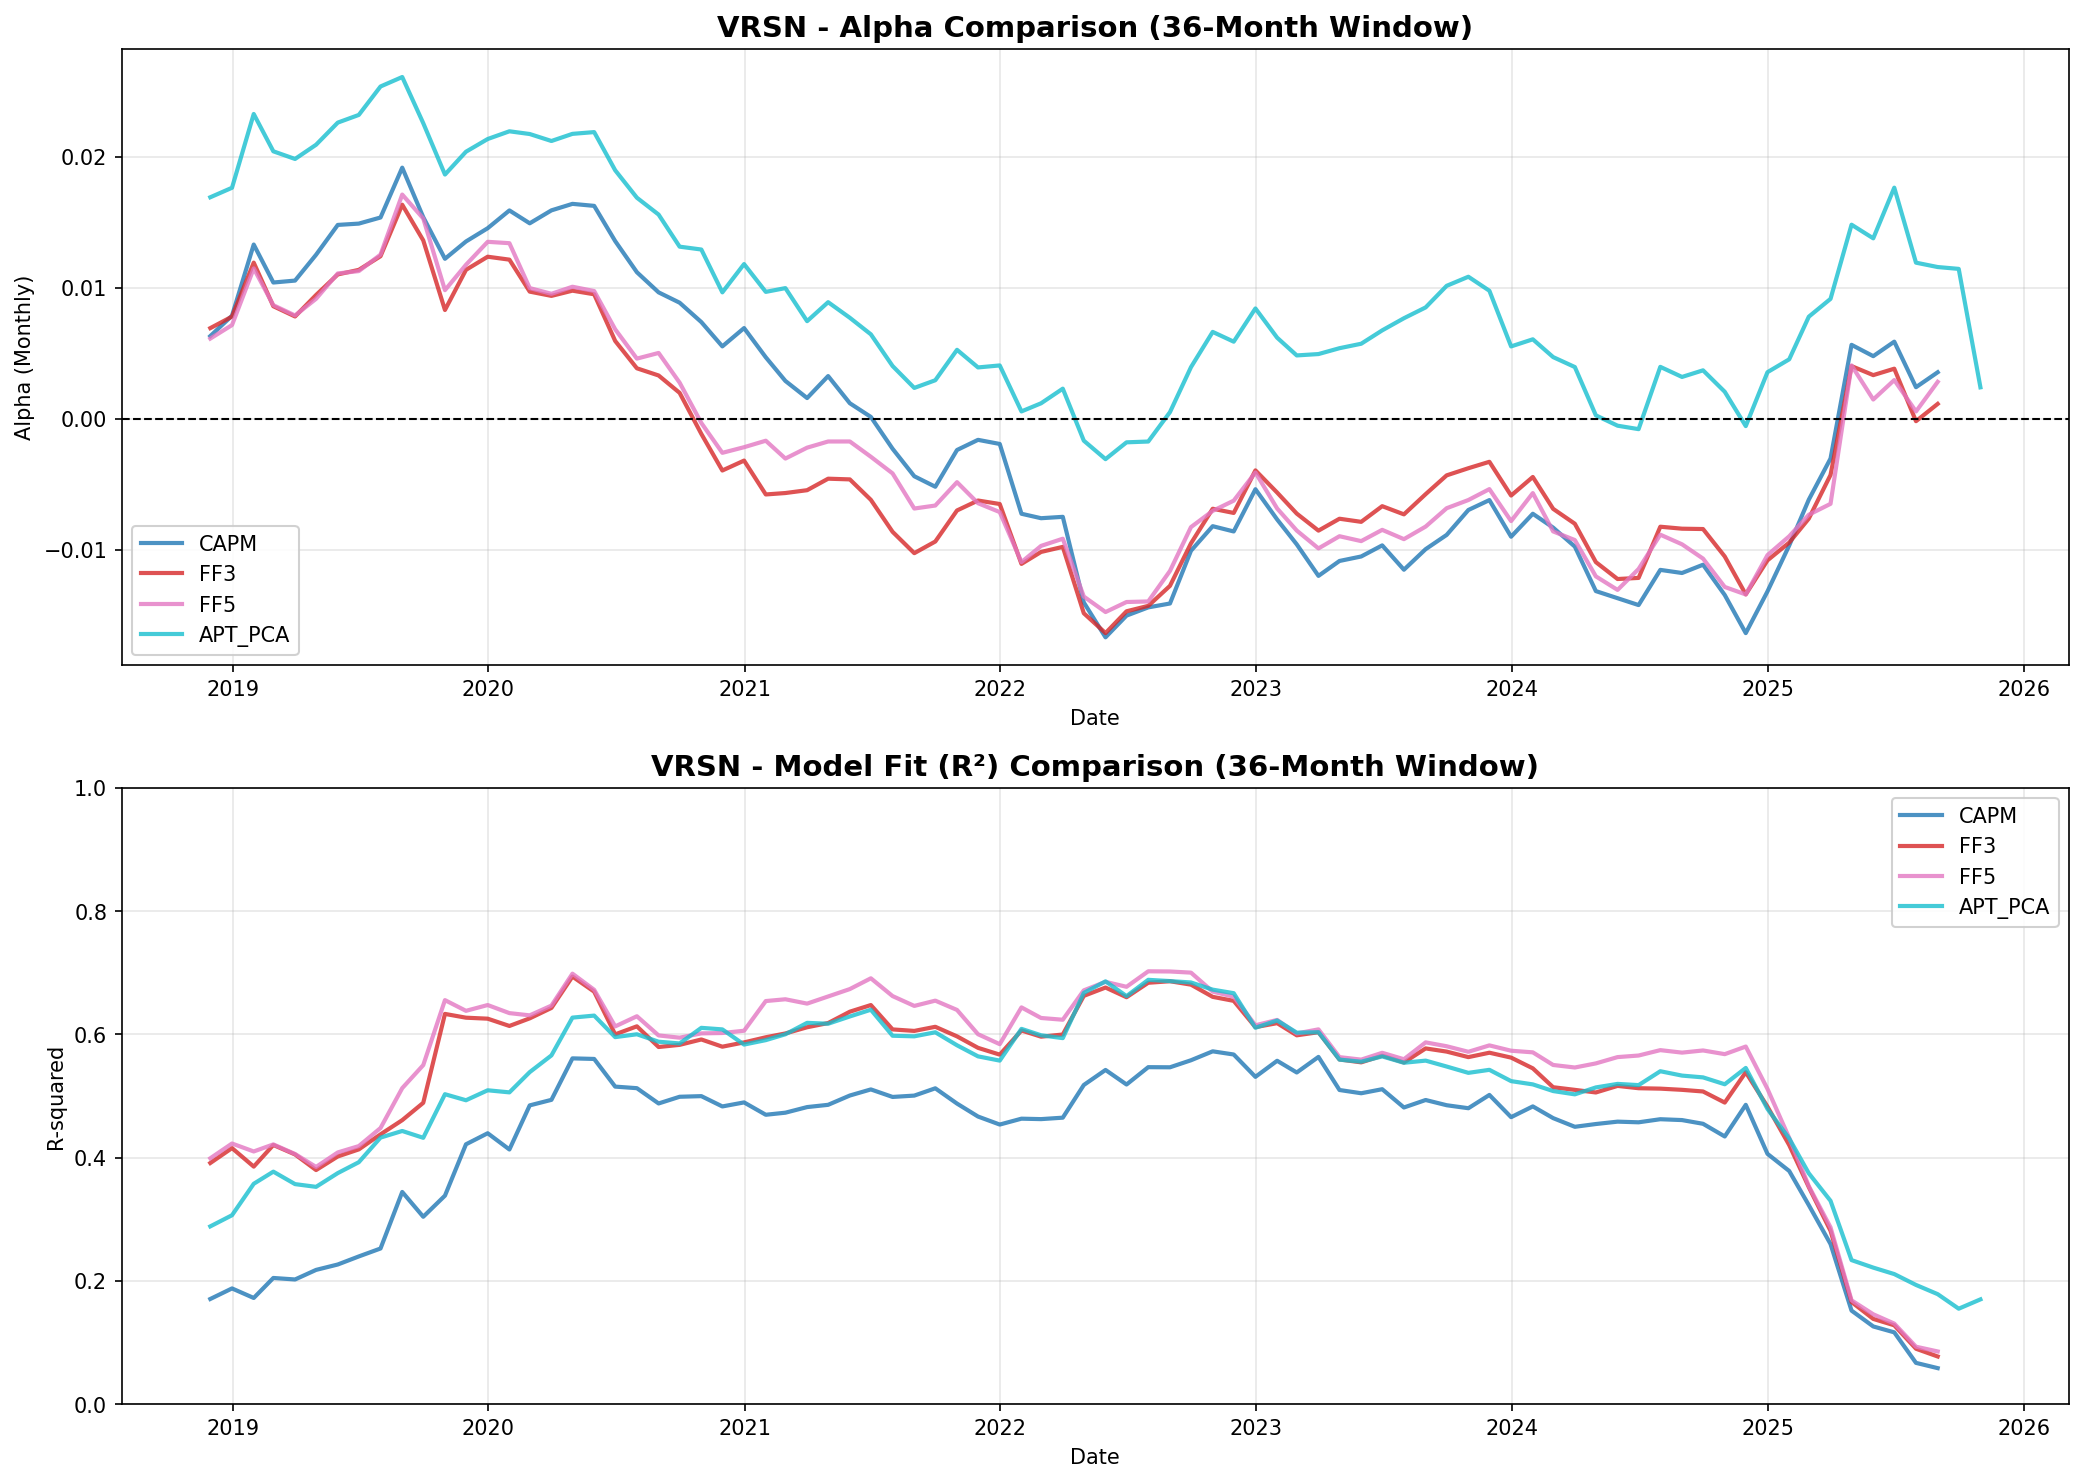 VRSN - Alpha Comparison (36-Month Window)
Alpha (Monthly)
0.02
0.01
0.00
−0.01
CAPM
FF3
FF5
APT_PCA
2019 2020 2021 2022 2023 2024 2025 2026
Date
VRSN - Model Fit (R²) Comparison (36-Month Window)
R-squared
1.0
0.8
0.6
0.4
0.2
0.0
CAPM
FF3
FF5
APT_PCA
2019 2020 2021 2022 2023 2024 2025 2026
Date